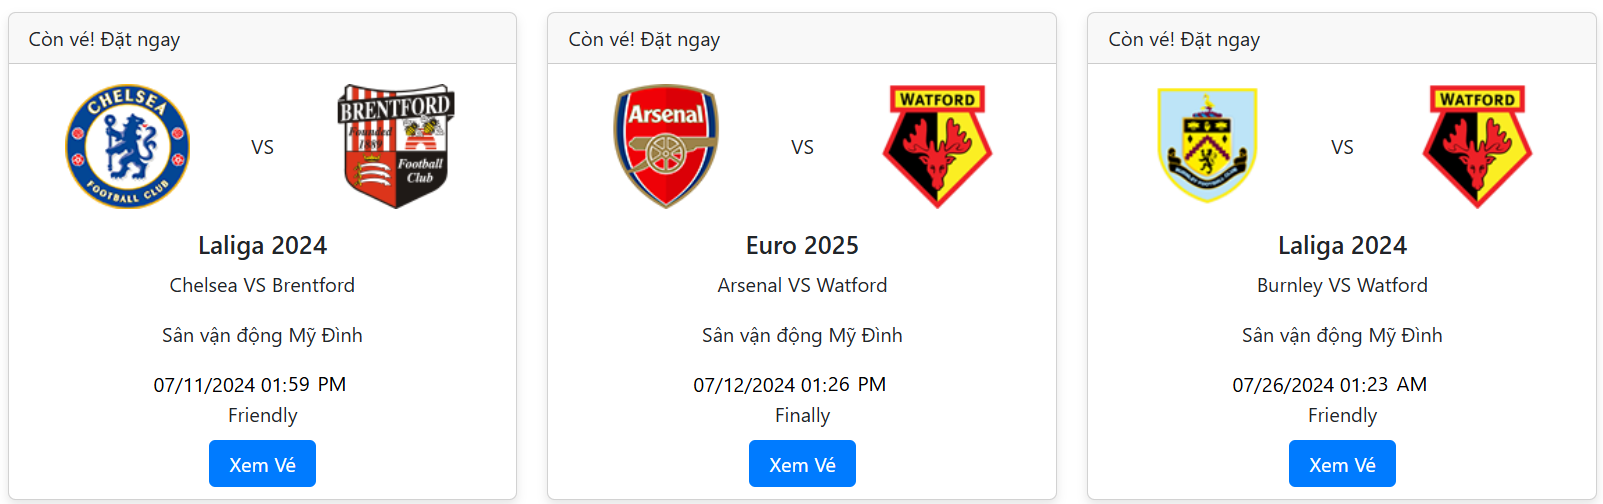 Còn vé! Đặt ngay
CHELSEA
FOOTBALL CLUB
VS
BRENTFORD
Founded
1889
Football
Club
Laliga 2024
Chelsea VS Brentford
Sân vận động Mỹ Đình
07/11/2024 01:59 PM
Friendly
Xem Vé
Còn vé! Đặt ngay
Arsenal
VS
WATFORD
Euro 2025
Arsenal VS Watford
Sân vận động Mỹ Đình
07/12/2024 01:26 PM
Finally
Xem Vé
Còn vé! Đặt ngay
BURNLEY FOOTBALL CLUB
VS
WATFORD
Laliga 2024
Burnley VS Watford
Sân vận động Mỹ Đình
07/26/2024 01:23 AM
Friendly
Xem Vé